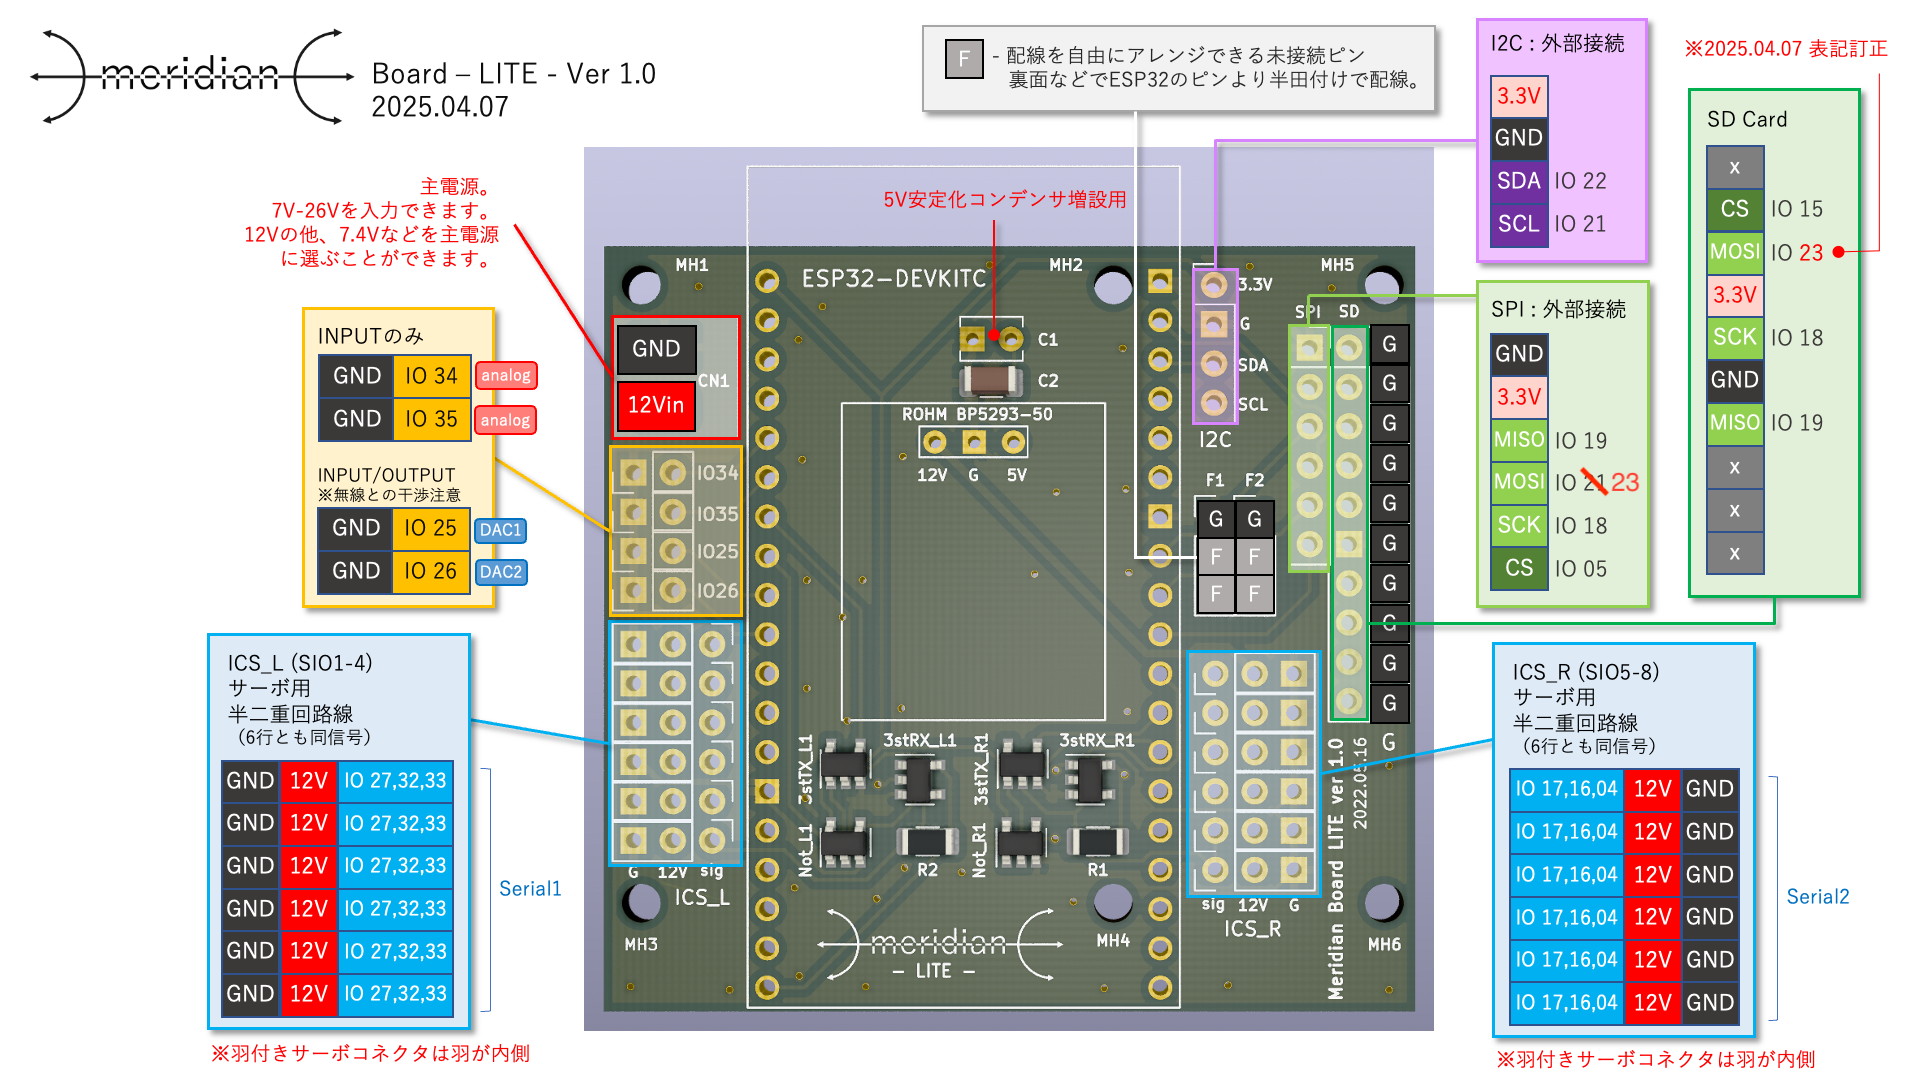 meridian
Board – LITE - Ver 1.0
2025.04.07
F
- 配線を自由にアレンジできる未接続ピン
裏面などでESP32のピンより半田付けで配線。
主電源。
7V-26Vを入力できます。
12Vの他、7.4Vなどを主電源
に選ぶことができます。
5V安定化コンデンサ増設用
I2C : 外部接続
3.3V
GND
SDA IO 22
SCL IO 21
※2025.04.07 表記訂正
SD Card
x
CS IO 15
MOSI IO 23
3.3V
SCK IO 18
GND
MISO IO 19
x
x
x
SPI : 外部接続
GND
3.3V
MISO IO 19
MOSI IO 21 23
SCK IO 18
CS IO 05
INPUTのみ
GND IO 34 analog
GND IO 35 analog
INPUT/OUTPUT
※無線との干渉注意
GND IO 25 DAC1
GND IO 26 DAC2
ICS_L (SIO1-4)
サーボ用
半二重回路線
（6行とも同信号）
GND 12V IO 27,32,33
GND 12V IO 27,32,33
GND 12V IO 27,32,33
GND 12V IO 27,32,33
GND 12V IO 27,32,33
GND 12V IO 27,32,33
Serial1
※羽付きサーボコネクタは羽が内側
ICS_R (SIO5-8)
サーボ用
半二重回路線
（6行とも同信号）
IO 17,16,04 12V GND
IO 17,16,04 12V GND
IO 17,16,04 12V GND
IO 17,16,04 12V GND
IO 17,16,04 12V GND
IO 17,16,04 12V GND
Serial2
※羽付きサーボコネクタは羽が内側
MH1
ESP32-DEVKITC
MH2
MH5
GND
12Vin
CN1
C1
C2
ROHM BP5293-50
12V G 5V
3.3V
G
SDA
SCL
I2C
SPI SD
G
G
G
G
G
G
G
G
G
G
G
F1 F2
G G
F F
F F
IO34
IO35
IO25
IO26
G 12V sig
ICS_L
MH3
3stTX_L1
3stRX_L1
3stTX_R1
3stRX_R1
Not_L1
R2
Not_R1
R1
meridian
- LITE -
MH4
sig 12V G
ICS_R
Meridian Board LITE ver 1.0
2022.05.16
MH6